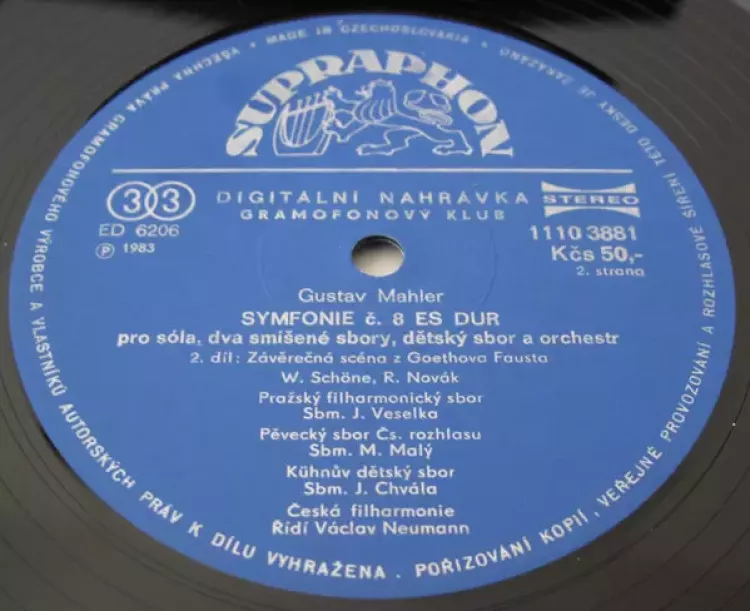 MADE IN CZECHOSLOVAKIA • VŠECHNA PRÁVA GRAMOFONOVÉHO VÝROBCE A VLASTNÍKŮ AUTORSKÝCH PRÁV K DÍLU VYHRAŽENA . POŘIZOVÁNÍ KOPIÍ , VEŘEJNÉ PROVOZOVÁNÍ A ROZHLASOVÉ ŠÍŘENÍ TÉTO DESKY JE ZAKÁZÁNO •
SUPRAPHON
33 DIGITÁLNÍ NAHRÁVKA STEREO
GRAMOFONOVÝ KLUB
ED 6206 1110 3881
Ⓟ 1983 Kčs 50,-
2. strana
Gustav Mahler
SYMFONIE č. 8 ES DUR
pro sóla, dva smíšené sbory, dětský sbor a orchestr
2. díl: Závěrečná scéna z Goethova Fausta
W. Schöne, R. Novák
Pražský filharmonický sbor
Sbm. J. Veselka
Pěvecký sbor Čs. rozhlasu
Sbm. M. Malý
Kühnův dětský sbor
Sbm. J. Chvála
Česká filharmonie
Řídí Václav Neumann